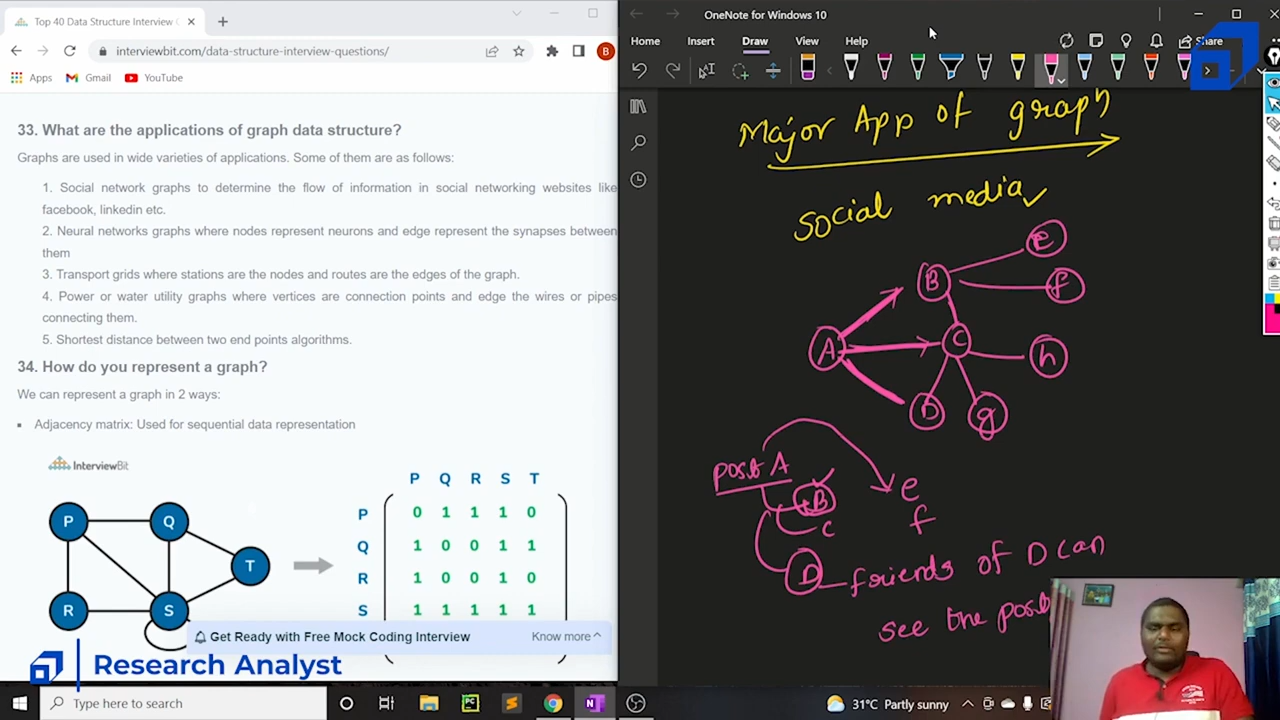 Top 40 Data Structure Interview
interviewbit.com/data-structure-interview-questions/
B
Apps
Gmail
YouTube
33. What are the applications of graph data structure?
Graphs are used in wide varieties of applications. Some of them are as follows:
1. Social network graphs to determine the flow of information in social networking websites like
facebook, linkedin etc.
2. Neural networks graphs where nodes represent neurons and edge represent the synapses between
them
3. Transport grids where stations are the nodes and routes are the edges of the graph.
4. Power or water utility graphs where vertices are connection points and edge the wires or pipes
connecting them.
5. Shortest distance between two end points algorithms.
34. How do you represent a graph?
We can represent a graph in 2 ways:
Adjacency matrix: Used for sequential data representation
InterviewBit
P Q R S T
P 0 1 1 1 0
Q 1 0 0 1 1
R 1 0 0 1 0
S 1 1 1 1 1
P Q
T
R S
Get Ready with Free Mock Coding Interview
Know more
Research Analyst
OneNote for Windows 10
Home Insert Draw View Help
Share
Major App of graph
Social media
e
B f
A C h
D g
post A
B e
C f
D friends of D can
see the post
Type here to search
31°C Partly sunny